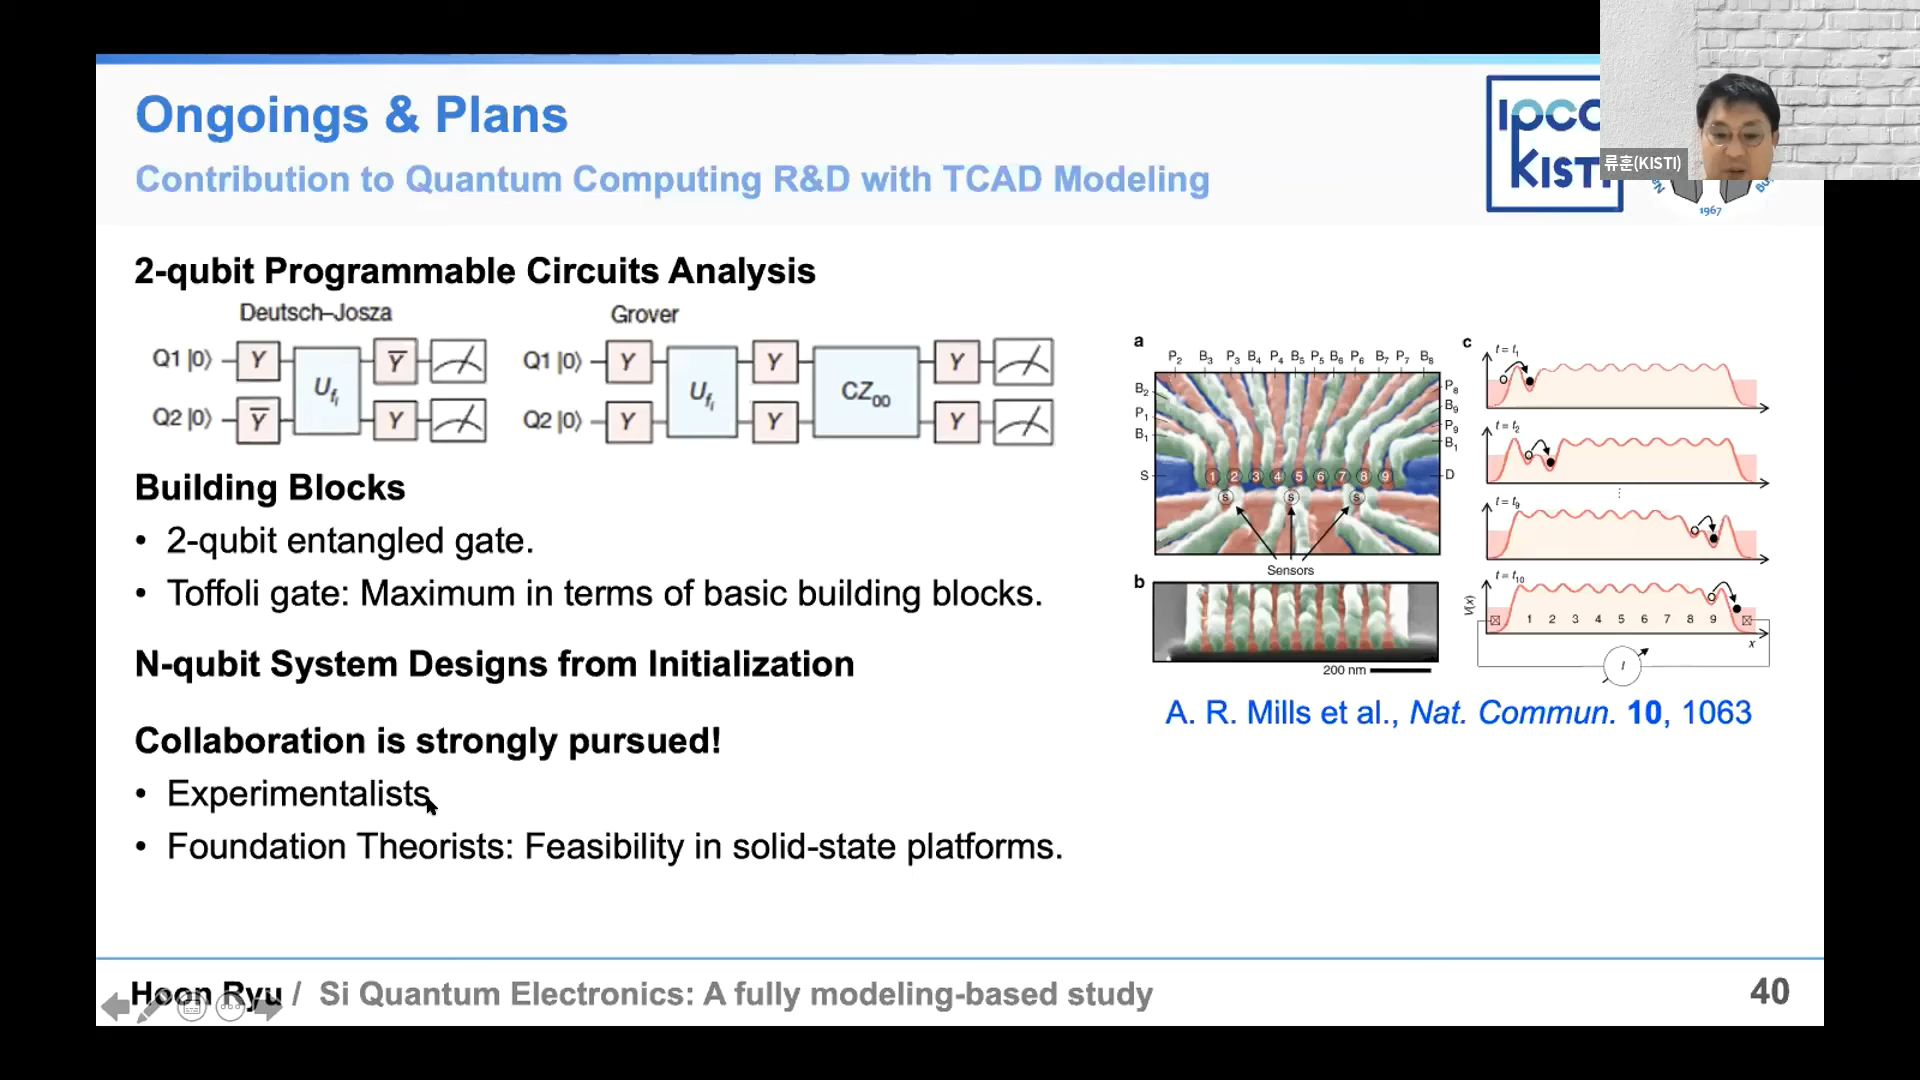 Ongoings & Plans
Contribution to Quantum Computing R&D with TCAD Modeling
IPCC
KISTI
류훈(KISTI)
1967
2-qubit Programmable Circuits Analysis
Deutsch–Josza
Q1 |0⟩ Y U_{f_i} Y̅
Q2 |0⟩ Y̅ Y
Grover
Q1 |0⟩ Y U_{f_i} Y CZ₀₀ Y
Q2 |0⟩ Y Y Y
Building Blocks
• 2-qubit entangled gate.
• Toffoli gate: Maximum in terms of basic building blocks.
N-qubit System Designs from Initialization
Collaboration is strongly pursued!
• Experimentalists
• Foundation Theorists: Feasibility in solid-state platforms.
a
P₂ B₃ P₃ B₄ P₄ B₅ P₅ B₆ P₆ B₇ P₇ B₈
B₂ P₈
P₁ B₉
B₁ P₉
B₁
S 1 2 3 4 5 6 7 8 9 D
S S S
Sensors
b
200 nm
c
t = t₁
t = t₂
t = t₉
t = t₁₀
V(x)
1 2 3 4 5 6 7 8 9
x
I
A. R. Mills et al., Nat. Commun. 10, 1063
Hoon Ryu / Si Quantum Electronics: A fully modeling-based study
40